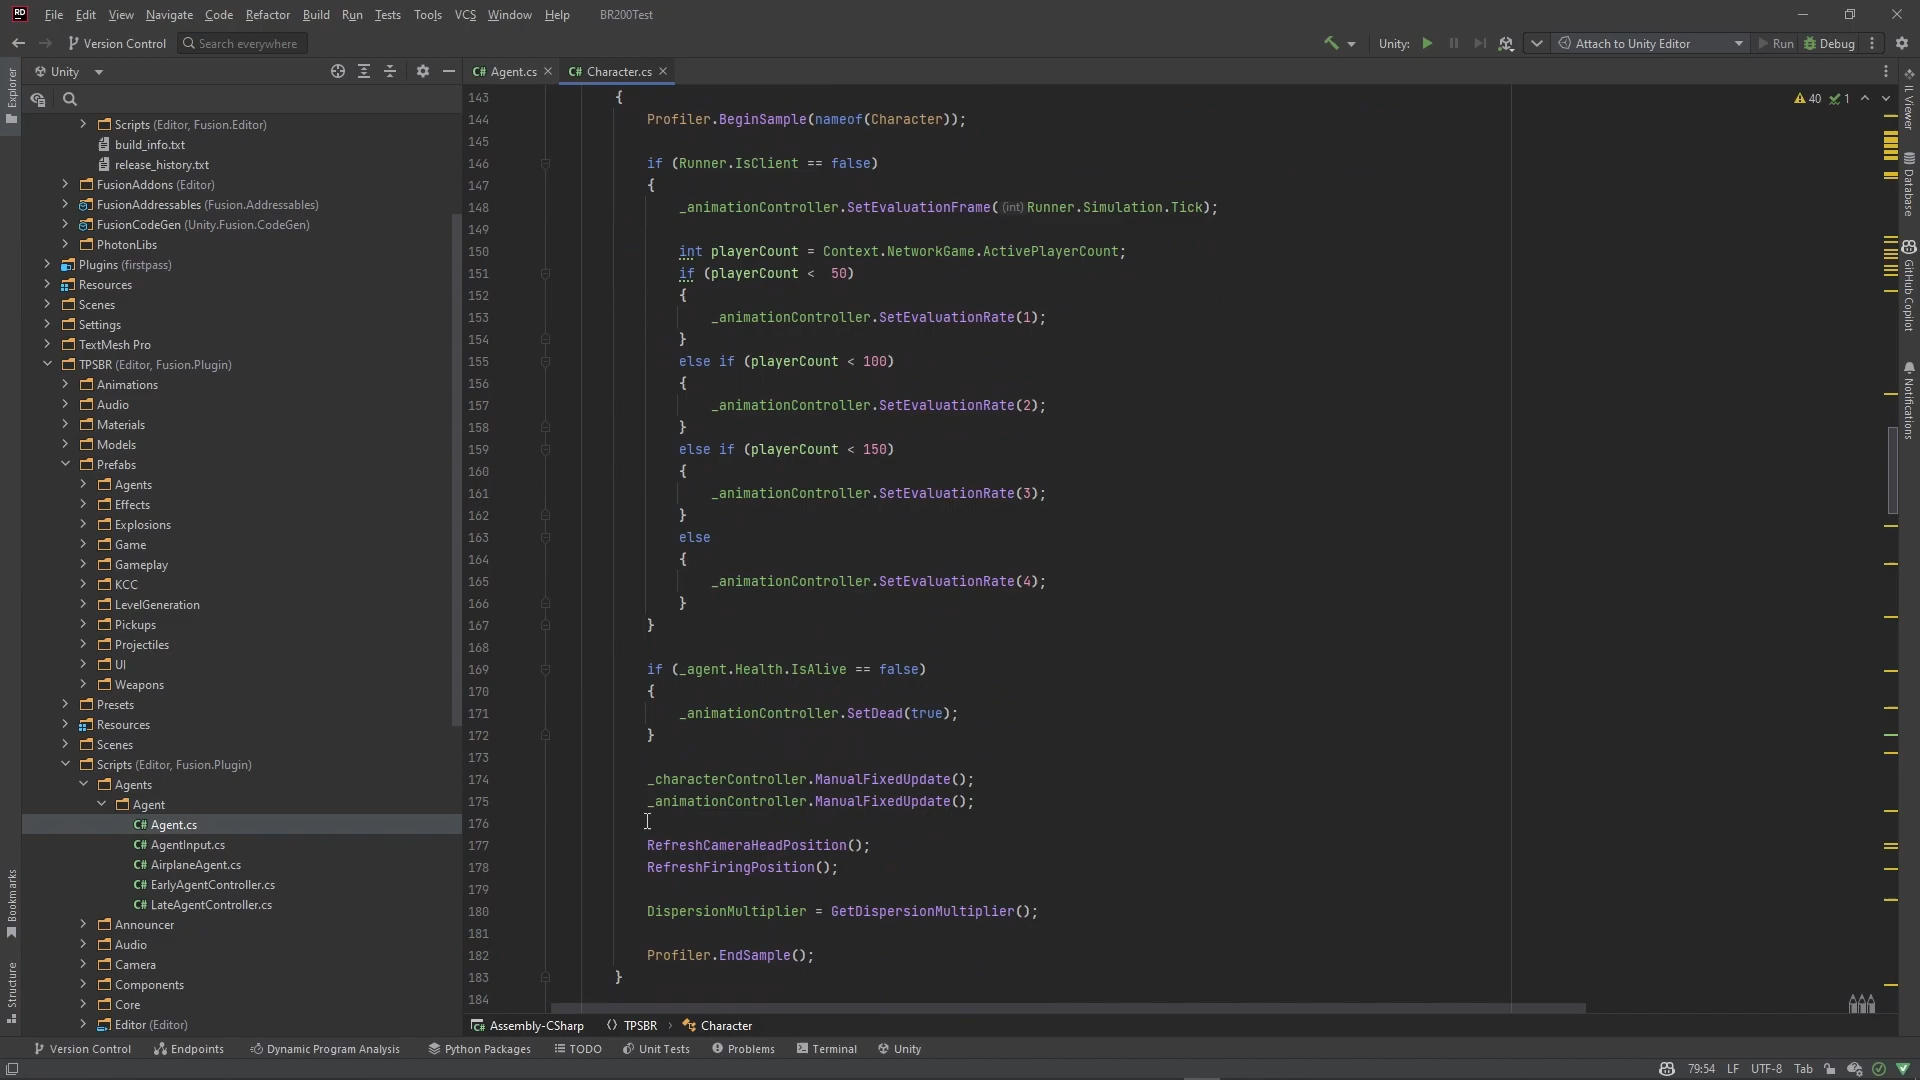 RD File Edit View Navigate Code Refactor Build Run Tests Tools VCS Window Help BR200Test
Version Control Search everywhere Unity: Attach to Unity Editor Run Debug
Explorer
Unity
C# Agent.cs C# Character.cs
Scripts (Editor, Fusion.Editor)
build_info.txt
release_history.txt
FusionAddons (Editor)
FusionAddressables (Fusion.Addressables)
FusionCodeGen (Unity.Fusion.CodeGen)
PhotonLibs
Plugins (firstpass)
Resources
Scenes
Settings
TextMesh Pro
TPSBR (Editor, Fusion.Plugin)
Animations
Audio
Materials
Models
Prefabs
Agents
Effects
Explosions
Game
Gameplay
KCC
LevelGeneration
Pickups
Projectiles
UI
Weapons
Presets
Resources
Scenes
Scripts (Editor, Fusion.Plugin)
Agents
Agent
C# Agent.cs
C# AgentInput.cs
C# AirplaneAgent.cs
C# EarlyAgentController.cs
C# LateAgentController.cs
Announcer
Audio
Camera
Components
Core
Editor (Editor)
Bookmarks
Structure
143 {
144 Profiler.BeginSample(nameof(Character));
145
146 if (Runner.IsClient == false)
147 {
148 _animationController.SetEvaluationFrame((int)Runner.Simulation.Tick);
149
150 int playerCount = Context.NetworkGame.ActivePlayerCount;
151 if (playerCount <  50)
152 {
153 _animationController.SetEvaluationRate(1);
154 }
155 else if (playerCount < 100)
156 {
157 _animationController.SetEvaluationRate(2);
158 }
159 else if (playerCount < 150)
160 {
161 _animationController.SetEvaluationRate(3);
162 }
163 else
164 {
165 _animationController.SetEvaluationRate(4);
166 }
167 }
168
169 if (_agent.Health.IsAlive == false)
170 {
171 _animationController.SetDead(true);
172 }
173
174 _characterController.ManualFixedUpdate();
175 _animationController.ManualFixedUpdate();
176
177 RefreshCameraHeadPosition();
178 RefreshFiringPosition();
179
180 DispersionMultiplier = GetDispersionMultiplier();
181
182 Profiler.EndSample();
183 }
184
40 1
IL Viewer
Database
GitHub Copilot
Notifications
Assembly-CSharp TPSBR Character
Version Control Endpoints Dynamic Program Analysis Python Packages TODO Unit Tests Problems Terminal Unity
79:54 LF UTF-8 Tab